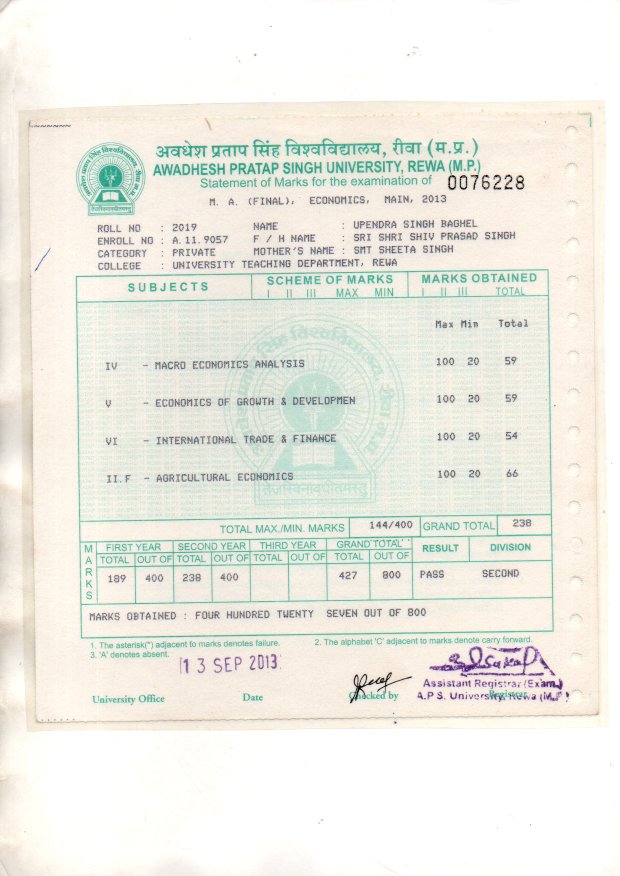 अवधेश प्रताप सिंह विश्वविद्यालय, रीवा (म.प्र.)
AWADHESH PRATAP SINGH UNIVERSITY, REWA (M.P.)
Statement of Marks for the examination of 0076228
M. A. (FINAL), ECONOMICS, MAIN, 2013
ROLL NO : 2019 NAME : UPENDRA SINGH BAGHEL
ENROLL NO : A.11.9057 F / H NAME : SRI SHRI SHIV PRASAD SINGH
CATEGORY : PRIVATE MOTHER'S NAME : SMT SHEETA SINGH
COLLEGE : UNIVERSITY TEACHING DEPARTMENT, REWA
SUBJECTS SCHEME OF MARKS MARKS OBTAINED
I II III MAX MIN I II III TOTAL
Max Min Total
IV - MACRO ECONOMICS ANALYSIS 100 20 59
V - ECONOMICS OF GROWTH & DEVELOPMEN 100 20 59
VI - INTERNATIONAL TRADE & FINANCE 100 20 54
II.F - AGRICULTURAL ECONOMICS 100 20 66
TOTAL MAX./MIN. MARKS 144/400 GRAND TOTAL 238
MARKS FIRST YEAR SECOND YEAR THIRD YEAR GRAND TOTAL RESULT DIVISION
TOTAL OUT OF TOTAL OUT OF TOTAL OUT OF TOTAL OUT OF
189 400 238 400 427 800 PASS SECOND
MARKS OBTAINED : FOUR HUNDRED TWENTY SEVEN OUT OF 800
1. The asterisk(*) adjacent to marks denotes failure. 2. The alphabet 'C' adjacent to marks denote carry forward.
3. 'A' denotes absent.
13 SEP 2013
University Office Date Checked by Registrar
Assistant Registrar (Exam.)
A.P.S. University, Rewa (M.P.)